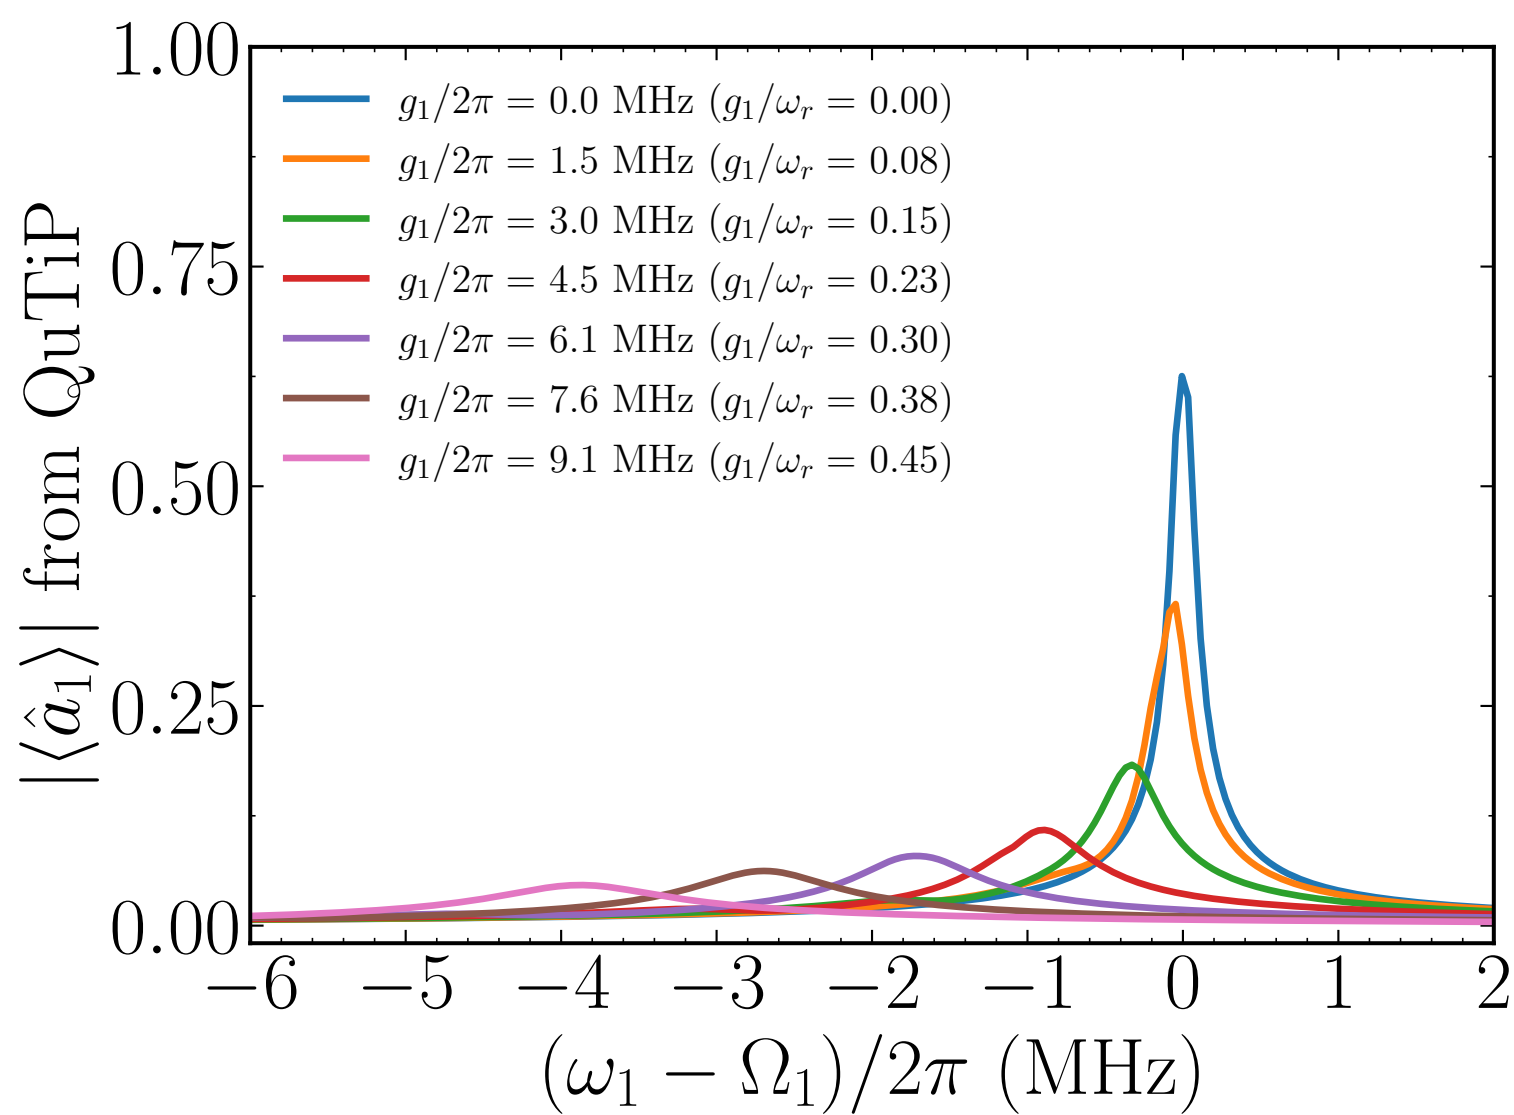 1.00
0.75
0.50
0.25
0.00
|⟨â₁⟩| from QuTiP
g₁/2π = 0.0 MHz (g₁/ωᵣ = 0.00)
g₁/2π = 1.5 MHz (g₁/ωᵣ = 0.08)
g₁/2π = 3.0 MHz (g₁/ωᵣ = 0.15)
g₁/2π = 4.5 MHz (g₁/ωᵣ = 0.23)
g₁/2π = 6.1 MHz (g₁/ωᵣ = 0.30)
g₁/2π = 7.6 MHz (g₁/ωᵣ = 0.38)
g₁/2π = 9.1 MHz (g₁/ωᵣ = 0.45)
−6 −5 −4 −3 −2 −1 0 1 2
(ω₁ − Ω₁)/2π (MHz)